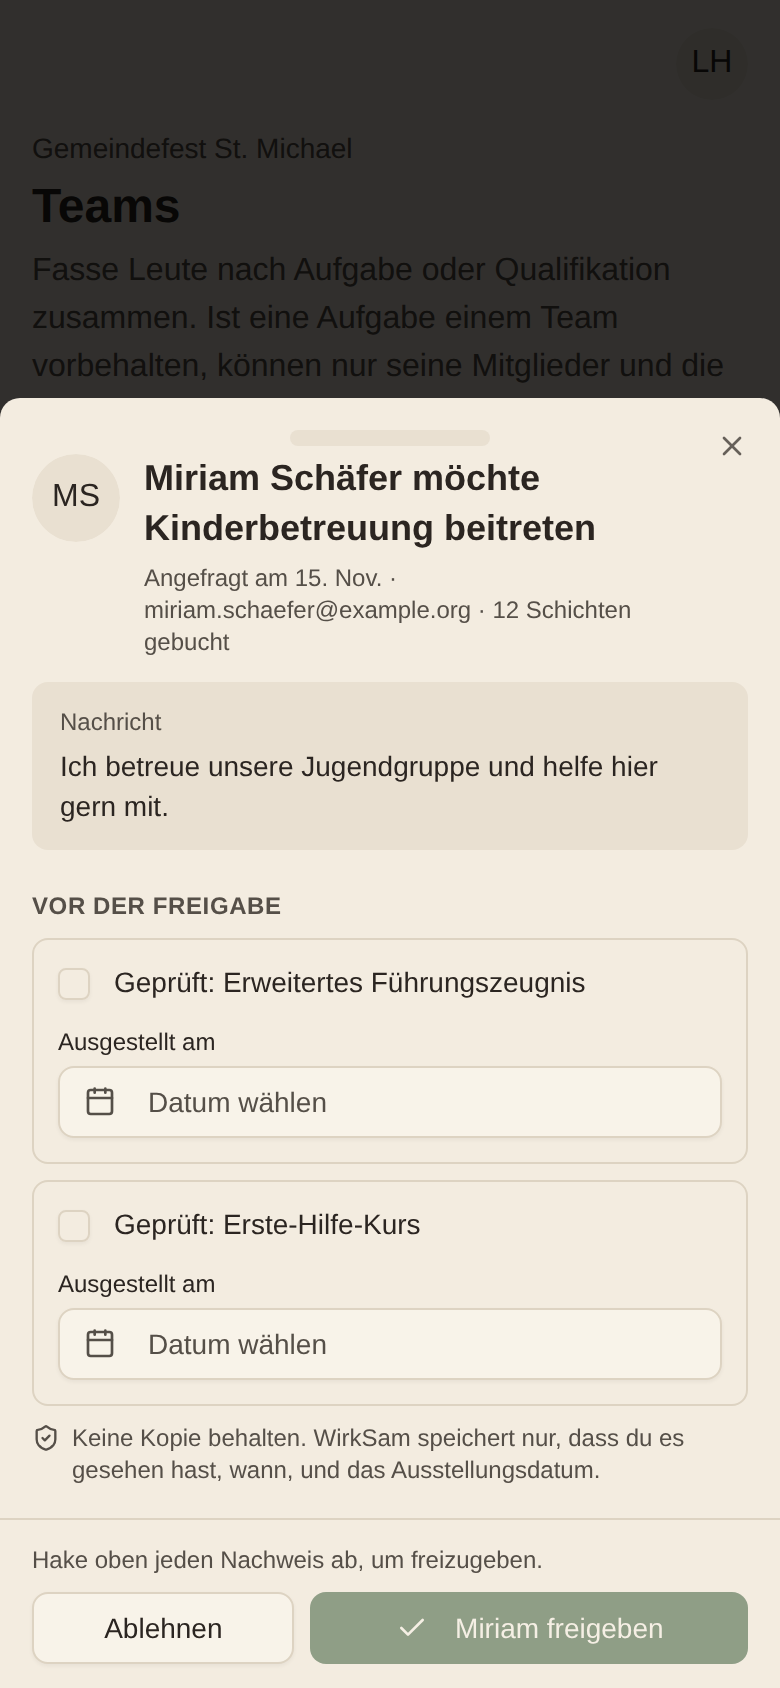 LH
Gemeindefest St. Michael
Teams
Fasse Leute nach Aufgabe oder Qualifikation
zusammen. Ist eine Aufgabe einem Team
vorbehalten, können nur seine Mitglieder und die
MS
Miriam Schäfer möchte
Kinderbetreuung beitreten
Angefragt am 15. Nov. ·
miriam.schaefer@example.org · 12 Schichten
gebucht
Nachricht
Ich betreue unsere Jugendgruppe und helfe hier
gern mit.
VOR DER FREIGABE
Geprüft: Erweitertes Führungszeugnis
Ausgestellt am
Datum wählen
Geprüft: Erste-Hilfe-Kurs
Ausgestellt am
Datum wählen
Keine Kopie behalten. WirkSam speichert nur, dass du es
gesehen hast, wann, und das Ausstellungsdatum.
Hake oben jeden Nachweis ab, um freizugeben.
Ablehnen
Miriam freigeben